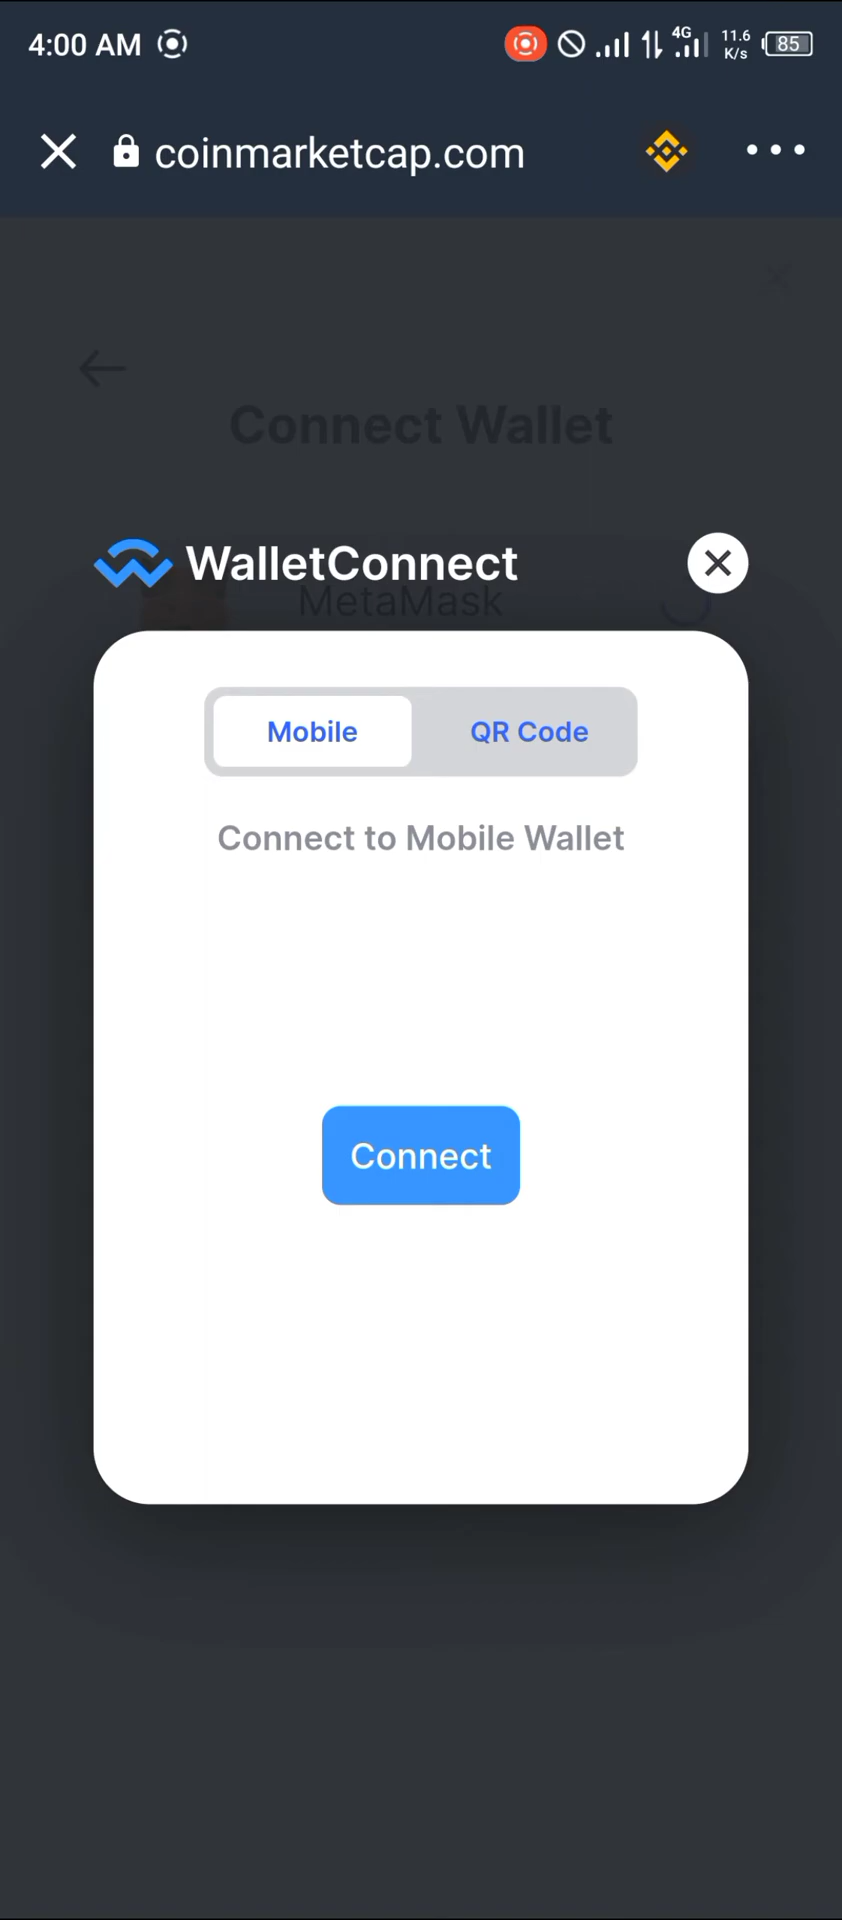 4:00 AM
4G
11.6
K/s
85
coinmarketcap.com
Connect Wallet
WalletConnect
MetaMask
Mobile
QR Code
Connect to Mobile Wallet
Connect